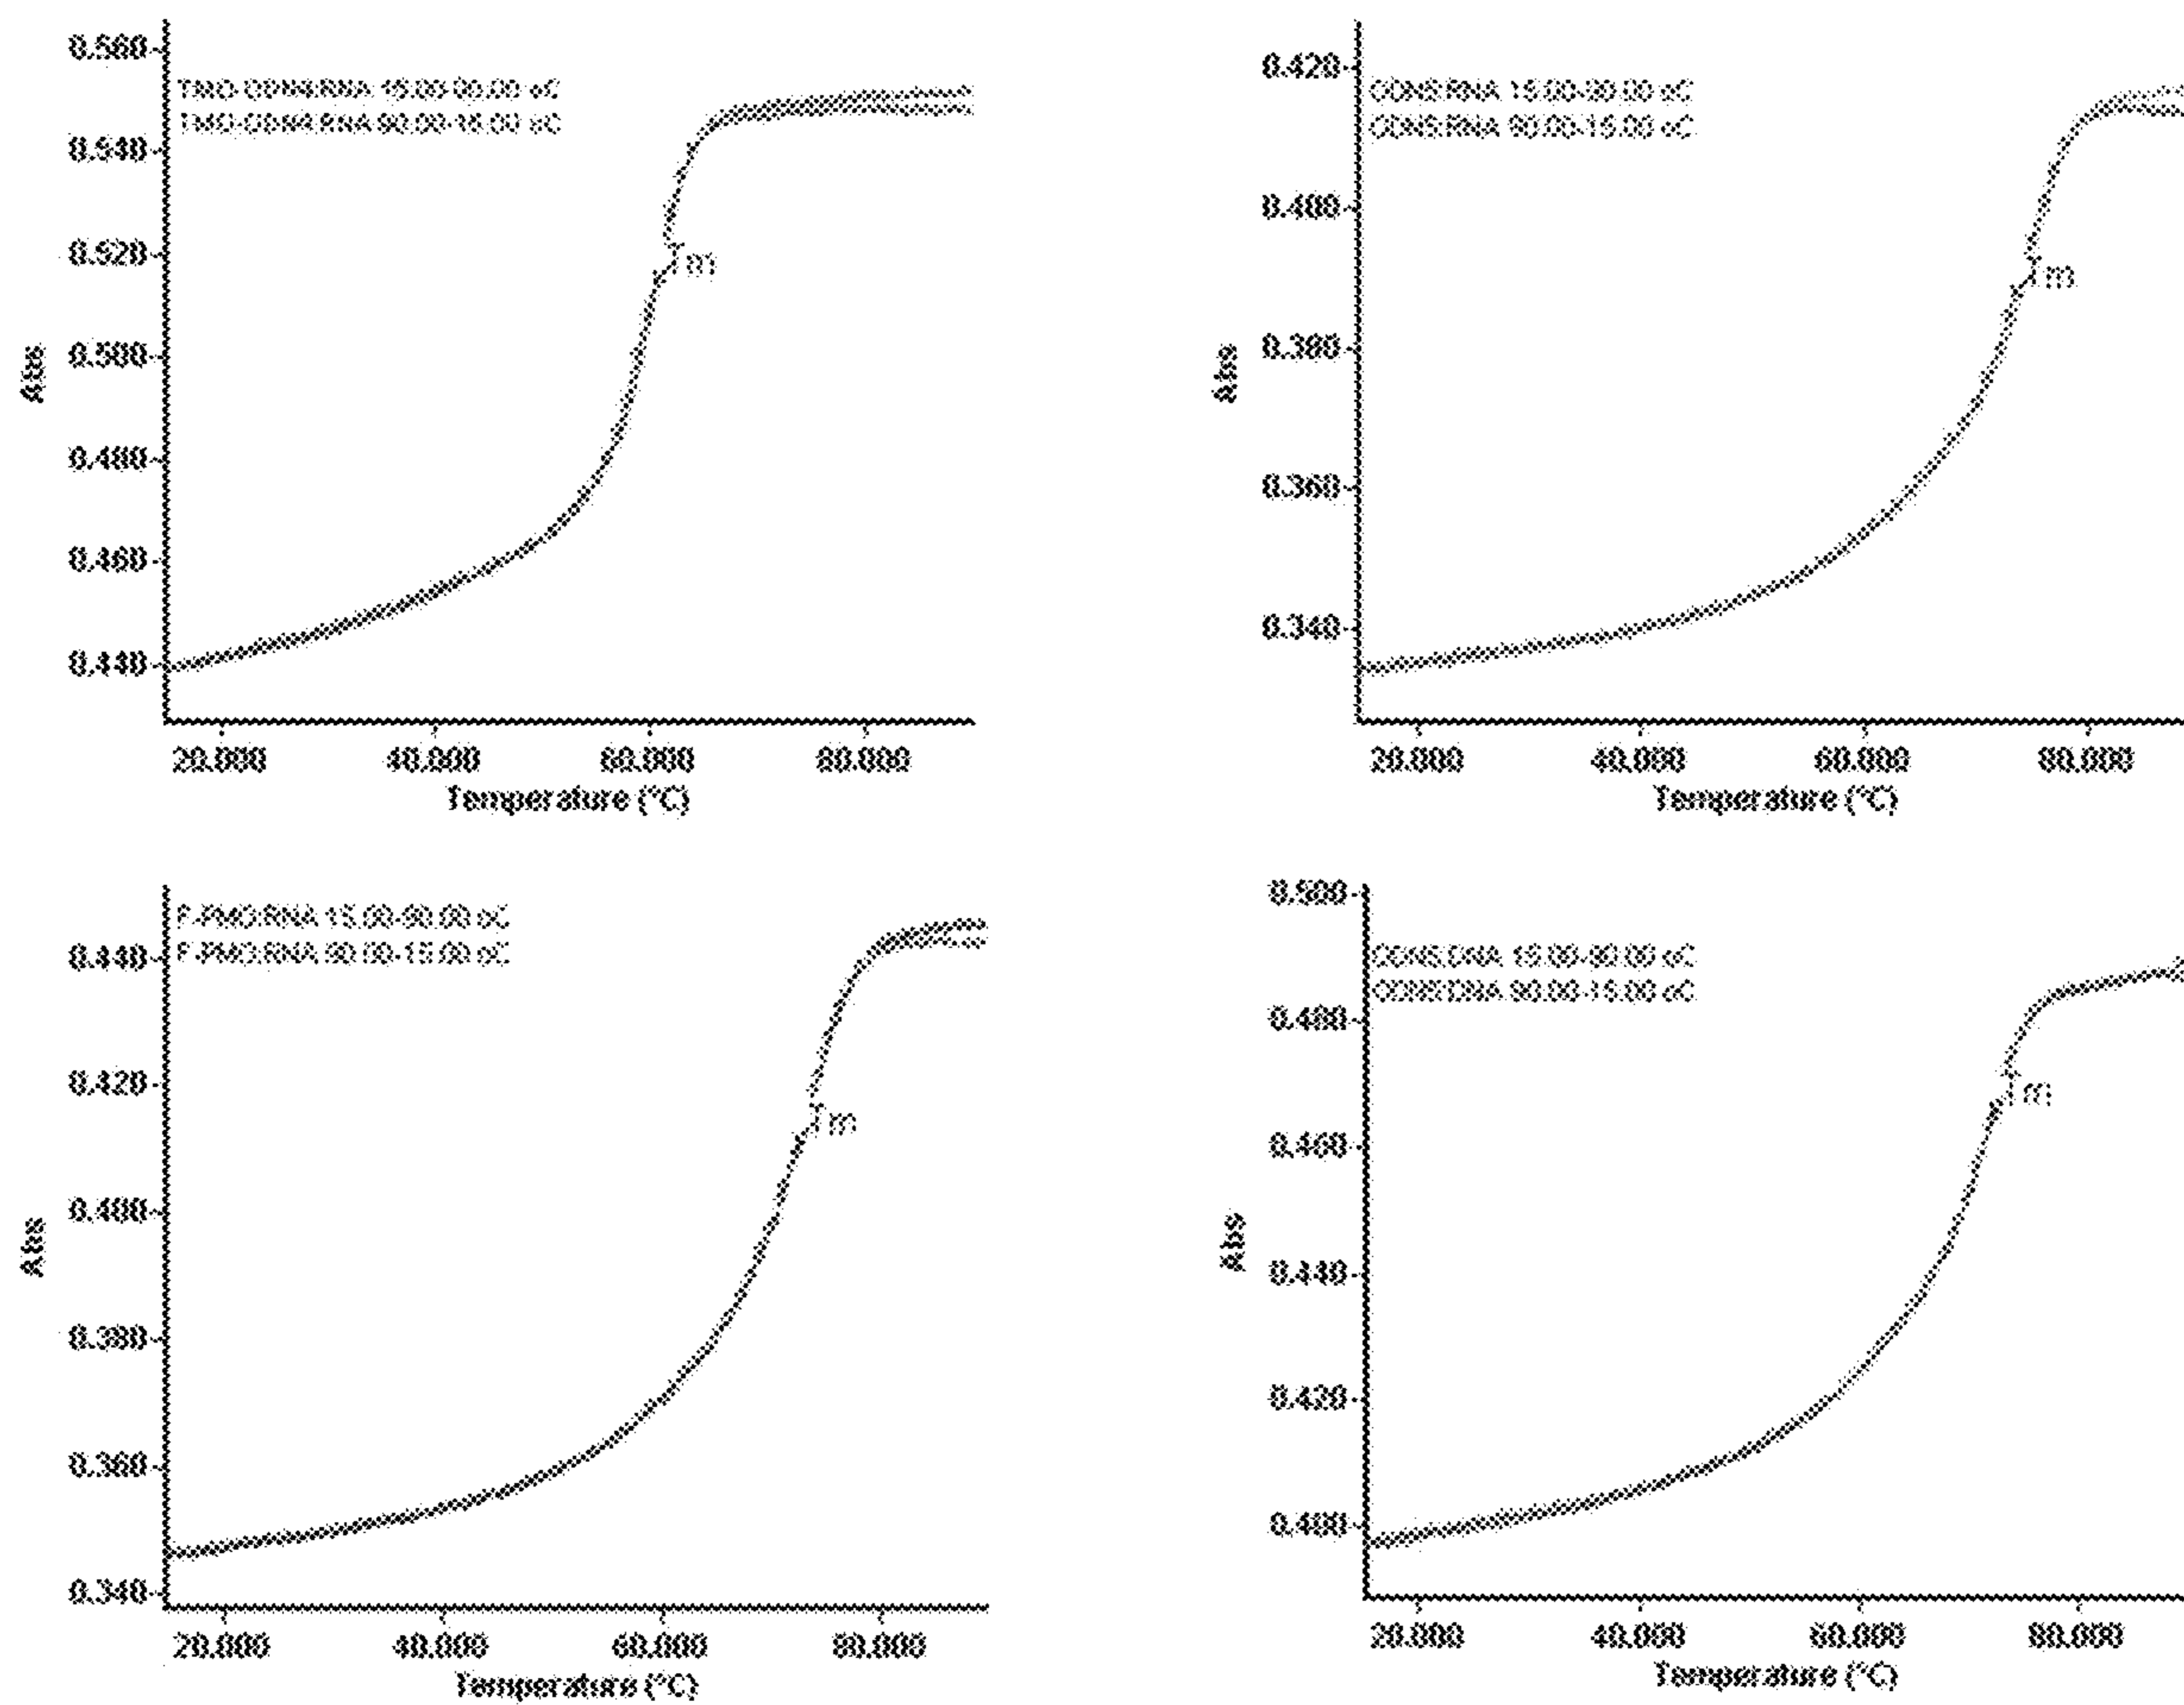 0.560
TMO-ODN4:RNA 15.00-90.00 oC
TMO-ODN4:RNA 90.00-15.00 oC
0.540
0.520
Tm
0.500
Abs
0.480
0.460
0.440
20.000 40.000 60.000 80.000
Temperature (°C)
0.420
ODN5:RNA 15.00-90.00 oC
ODN5:RNA 90.00-15.00 oC
0.400
Tm
0.380
Abs
0.360
0.340
20.000 40.000 60.000 80.000
Temperature (°C)
F-PMO:RNA 15.00-90.00 oC
F-PMO:RNA 90.00-15.00 oC
0.440
0.420
Tm
0.400
Abs
0.380
0.360
0.340
20.000 40.000 60.000 80.000
Temperature (°C)
0.500
ODN5:DNA 15.00-90.00 oC
ODN5:DNA 90.00-15.00 oC
0.480
Tm
0.460
Abs
0.440
0.420
0.400
20.000 40.000 60.000 80.000
Temperature (°C)